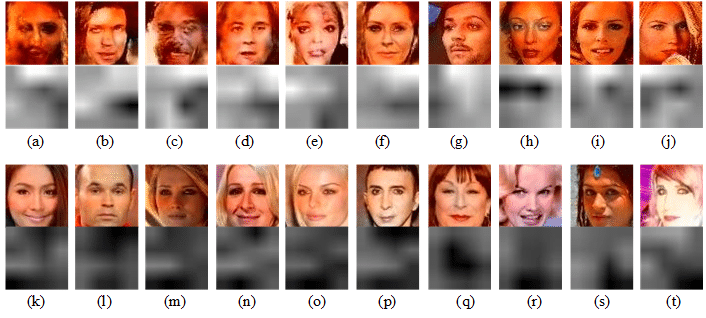 (a) (b) (c) (d) (e) (f) (g) (h) (i) (j)
(k) (l) (m) (n) (o) (p) (q) (r) (s) (t)